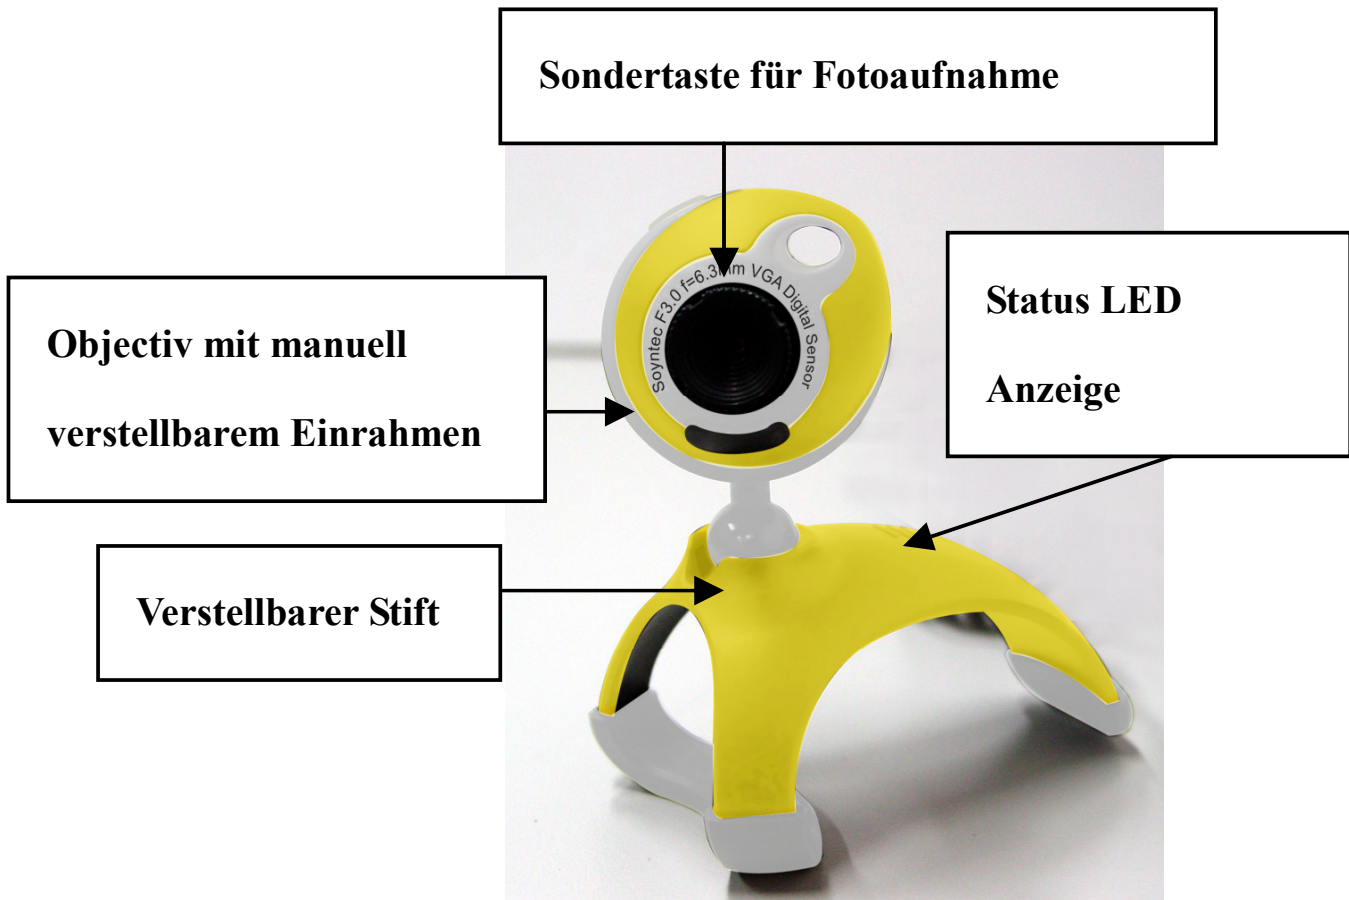 Sondertaste für Fotoaufnahme
Soyntec F3.0 f=6.3mm VGA Digital Sensor
Status LED
Anzeige
Objectiv mit manuell
verstellbarem Einrahmen
Verstellbarer Stift